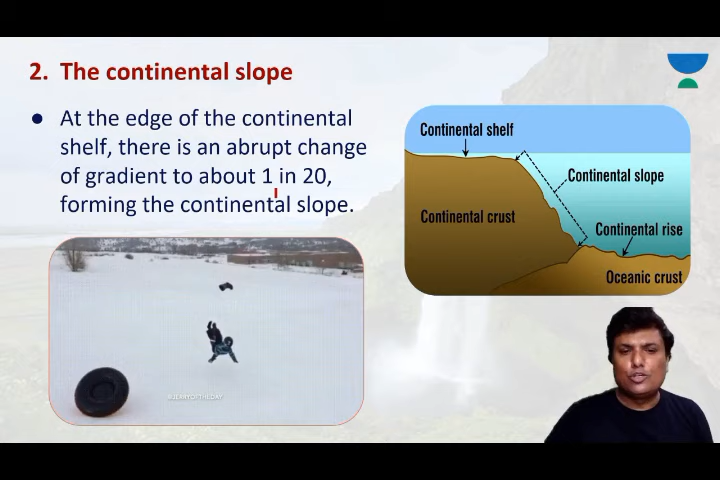 2. The continental slope
● At the edge of the continental
shelf, there is an abrupt change
of gradient to about 1 in 20,
forming the continental slope.
Continental shelf
Continental slope
Continental crust
Continental rise
Oceanic crust
@JERRYOFTHEDAY